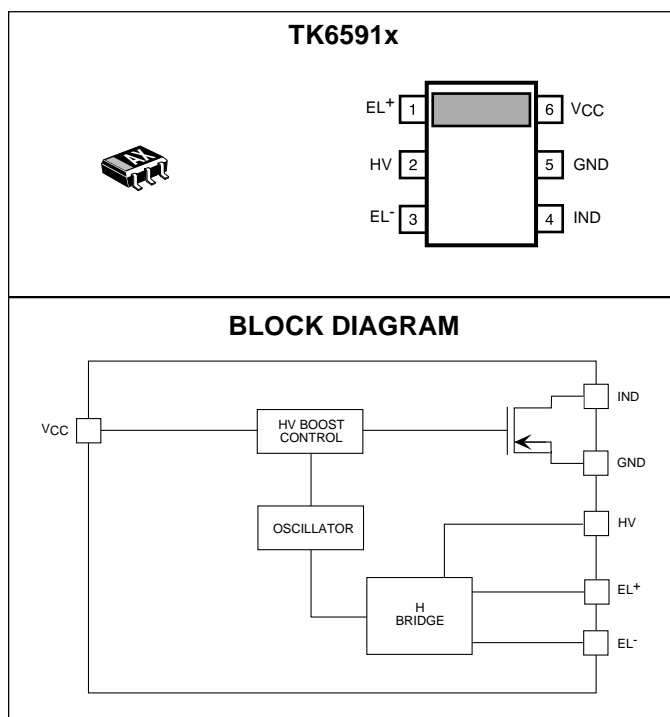 TK6591x
EL+ 1
6 VCC
HV 2
5 GND
EL- 3
4 IND
AX
BLOCK DIAGRAM
VCC
HV BOOST
CONTROL
IND
GND
OSCILLATOR
HV
H
BRIDGE
EL+
EL-